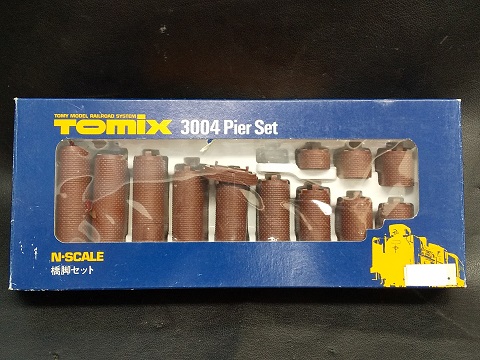 TOMY MODEL RAILROAD SYSTEM
TOMIX 3004 Pier Set
N·SCALE
橋脚セット